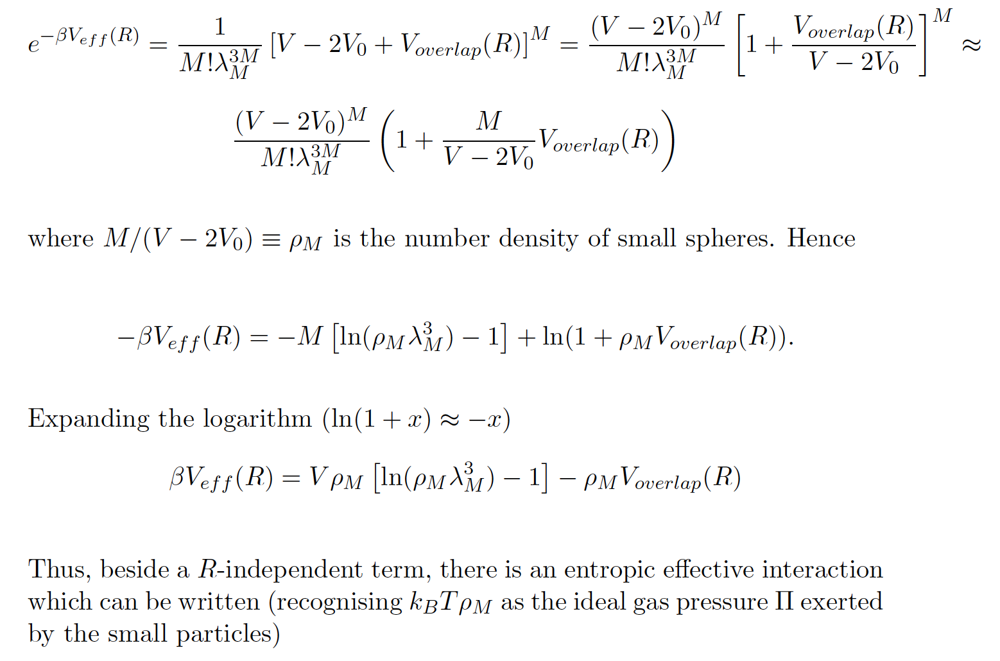 $e^{-\beta V_{eff}(R)} = \frac{1}{M!\lambda_M^{3M}} [V - 2V_0 + V_{overlap}(R)]^M = \frac{(V - 2V_0)^M}{M!\lambda_M^{3M}} \left[1 + \frac{V_{overlap}(R)}{V - 2V_0}\right]^M \approx$
$\frac{(V - 2V_0)^M}{M!\lambda_M^{3M}} \left(1 + \frac{M}{V - 2V_0} V_{overlap}(R)\right)$
where $M/(V - 2V_0) \equiv \rho_M$ is the number density of small spheres. Hence
$-\beta V_{eff}(R) = -M \left[\ln(\rho_M \lambda_M^3) - 1\right] + \ln(1 + \rho_M V_{overlap}(R)).$
Expanding the logarithm $(\ln(1 + x) \approx -x)$
$\beta V_{eff}(R) = V\rho_M \left[\ln(\rho_M \lambda_M^3) - 1\right] - \rho_M V_{overlap}(R)$
Thus, beside a $R$-independent term, there is an entropic effective interaction
which can be written (recognising $k_B T \rho_M$ as the ideal gas pressure $\Pi$ exerted
by the small particles)